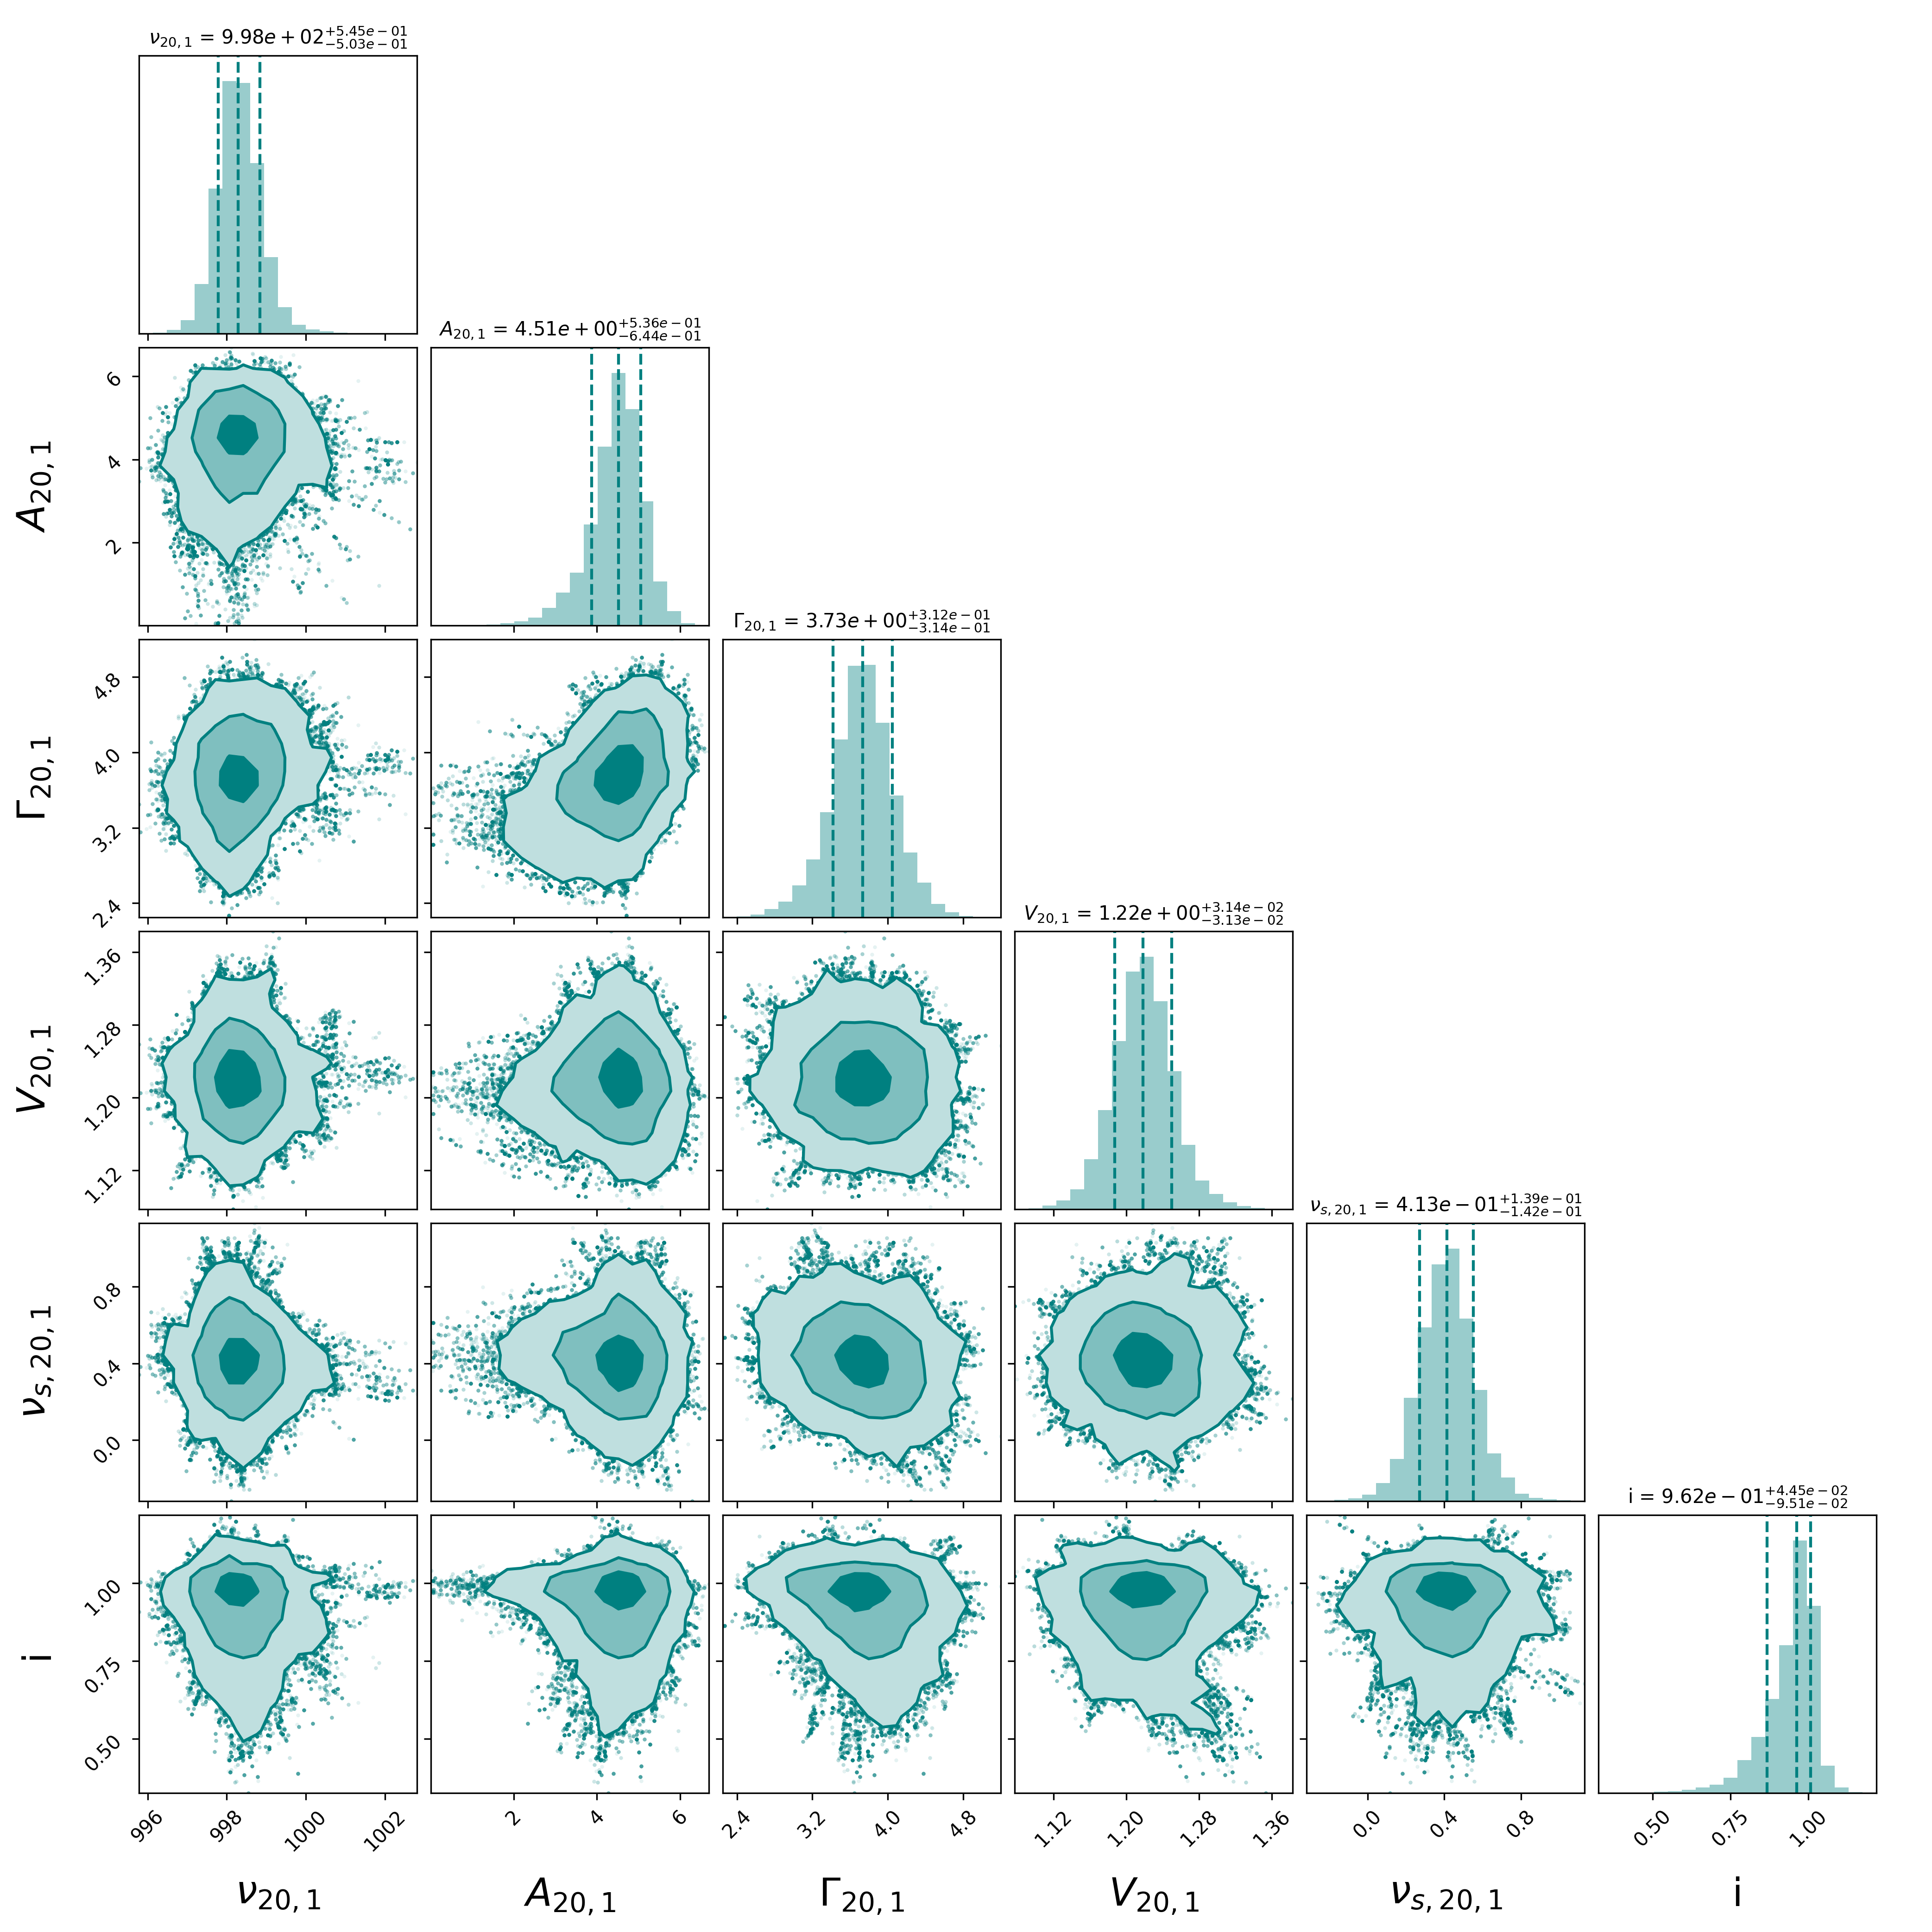 ν20,1 = 9.98e + 02 +5.45e − 01 −5.03e − 01
A20,1 = 4.51e + 00 +5.36e − 01 −6.44e − 01
6
4
2
A20,1
Γ20,1 = 3.73e + 00 +3.12e − 01 −3.14e − 01
4.8
4.0
3.2
2.4
Γ20,1
V20,1 = 1.22e + 00 +3.14e − 02 −3.13e − 02
1.36
1.28
1.20
1.12
V20,1
νs,20,1 = 4.13e − 01 +1.39e − 01 −1.42e − 01
0.8
0.4
0.0
νs,20,1
i = 9.62e − 01 +4.45e − 02 −9.51e − 02
1.00
0.75
0.50
i
996 998 1000 1002 2 4 6 2.4 3.2 4.0 4.8 1.12 1.20 1.28 1.36 0.0 0.4 0.8 0.50 0.75 1.00
ν20,1 A20,1 Γ20,1 V20,1 νs,20,1 i